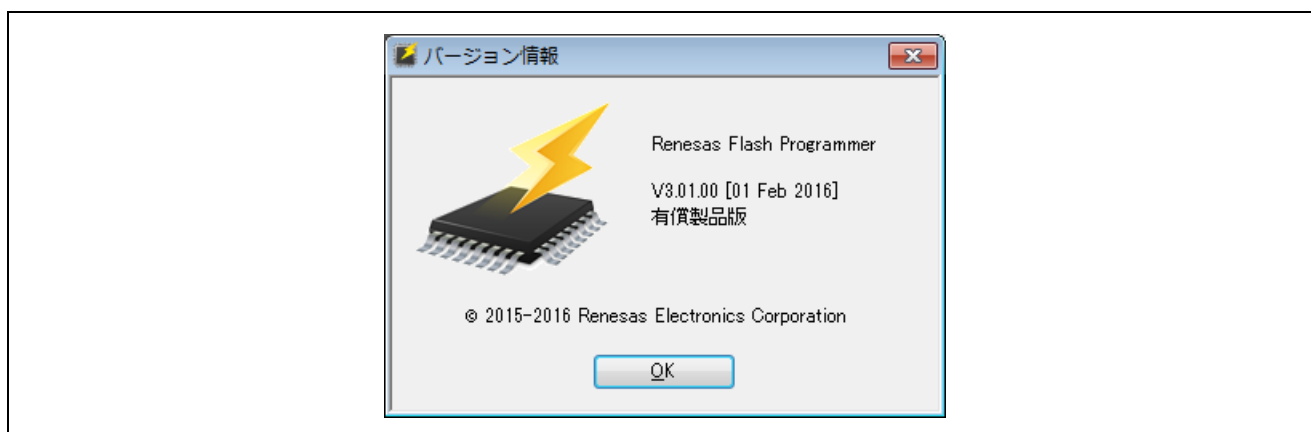 バージョン情報
Renesas Flash Programmer
V3.01.00 [01 Feb 2016]
有償製品版
© 2015-2016 Renesas Electronics Corporation
OK